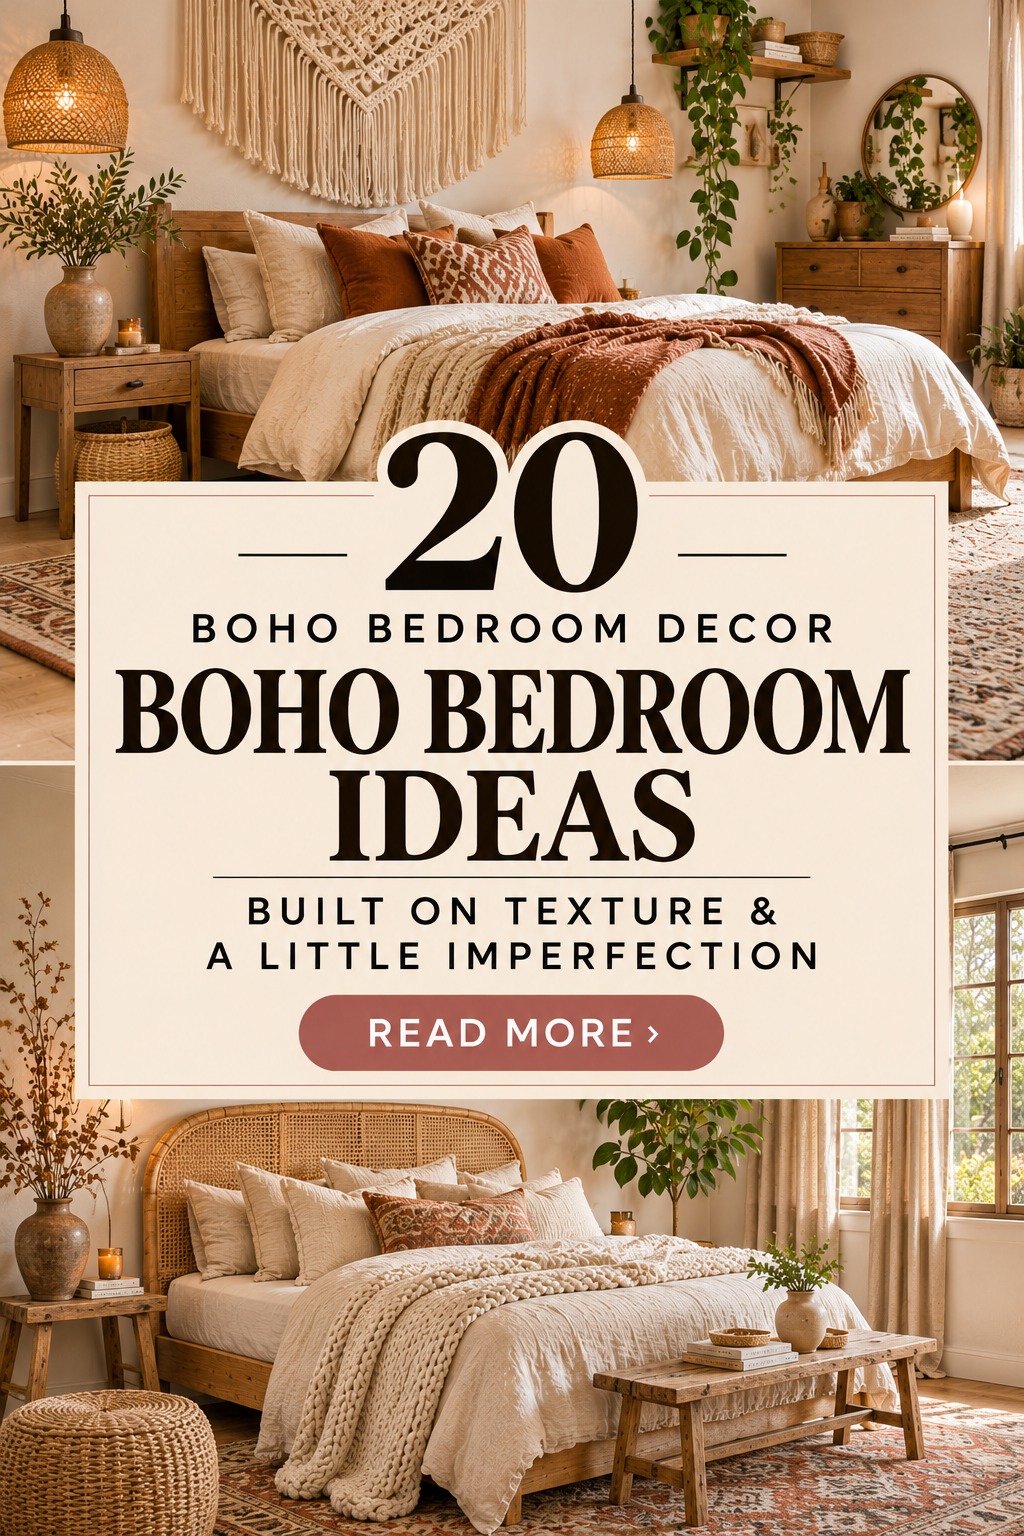 20
BOHO BEDROOM DECOR
BOHO BEDROOM
IDEAS
BUILT ON TEXTURE &
A LITTLE IMPERFECTION
READ MORE ›